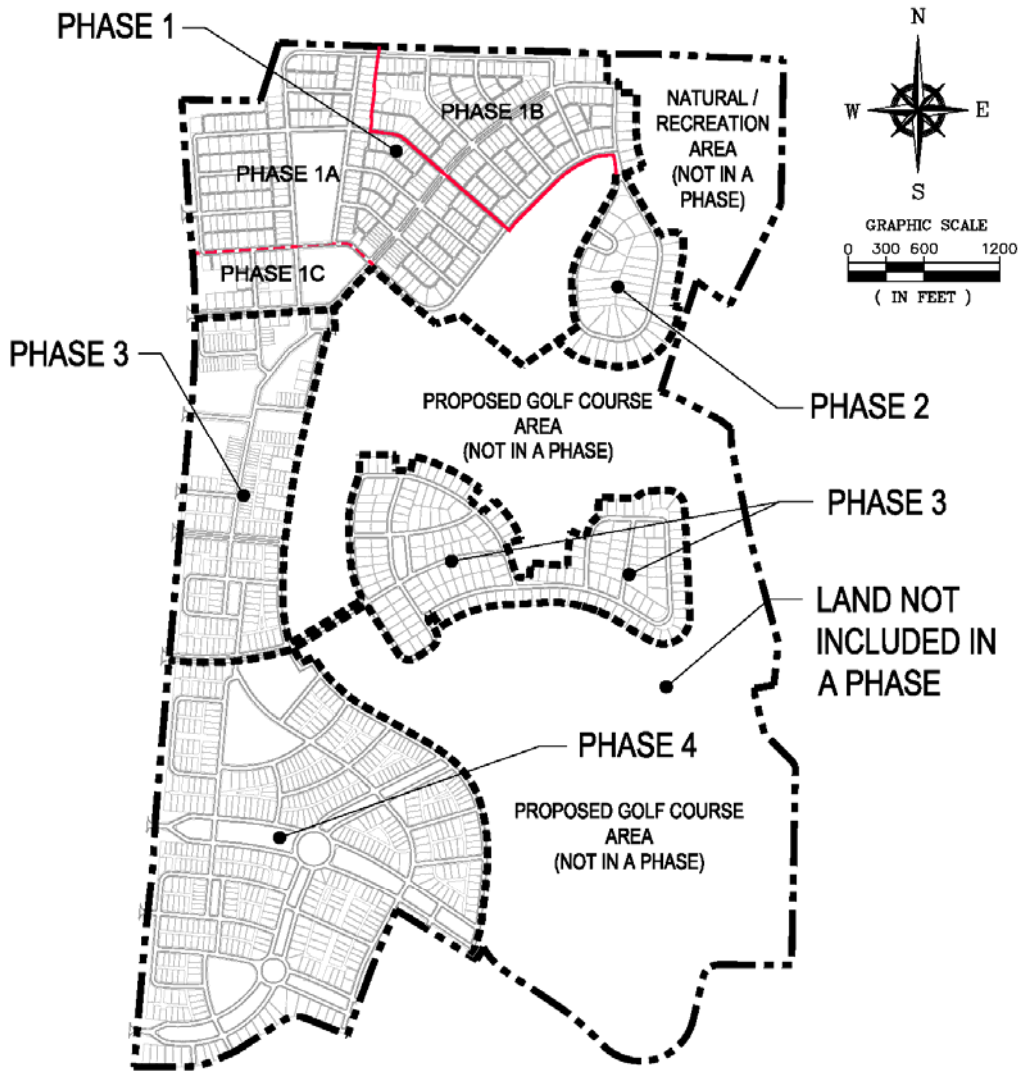 PHASE 1
N
W
E
S
PHASE 1B
NATURAL /
RECREATION
AREA
(NOT IN A
PHASE)
PHASE 1A
GRAPHIC SCALE
0 300 600 1200
( IN FEET )
PHASE 1C
PHASE 3
PHASE 2
PROPOSED GOLF COURSE
AREA
(NOT IN A PHASE)
PHASE 3
LAND NOT
INCLUDED IN
A PHASE
PHASE 4
PROPOSED GOLF COURSE
AREA
(NOT IN A PHASE)